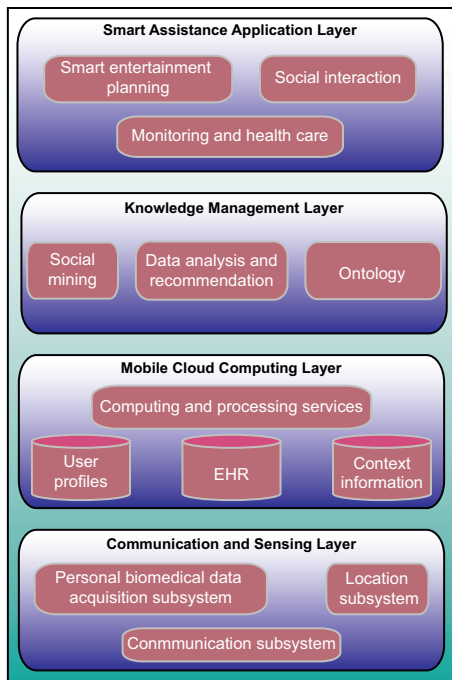 Smart Assistance Application Layer
Smart entertainment
planning
Social interaction
Monitoring and health care
Knowledge Management Layer
Social
mining
Data analysis and
recommendation
Ontology
Mobile Cloud Computing Layer
Computing and processing services
User
profiles
EHR
Context
information
Communication and Sensing Layer
Personal biomedical data
acquisition subsystem
Location
subsystem
Conmmunication subsystem